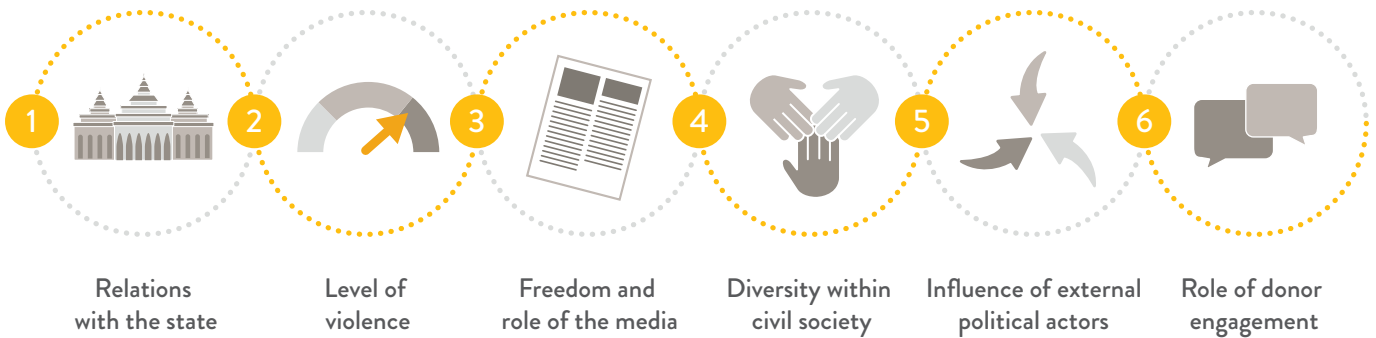 1
2
3
4
5
6
Relations
with the state
Level of
violence
Freedom and
role of the media
Diversity within
civil society
Influence of external
political actors
Role of donor
engagement